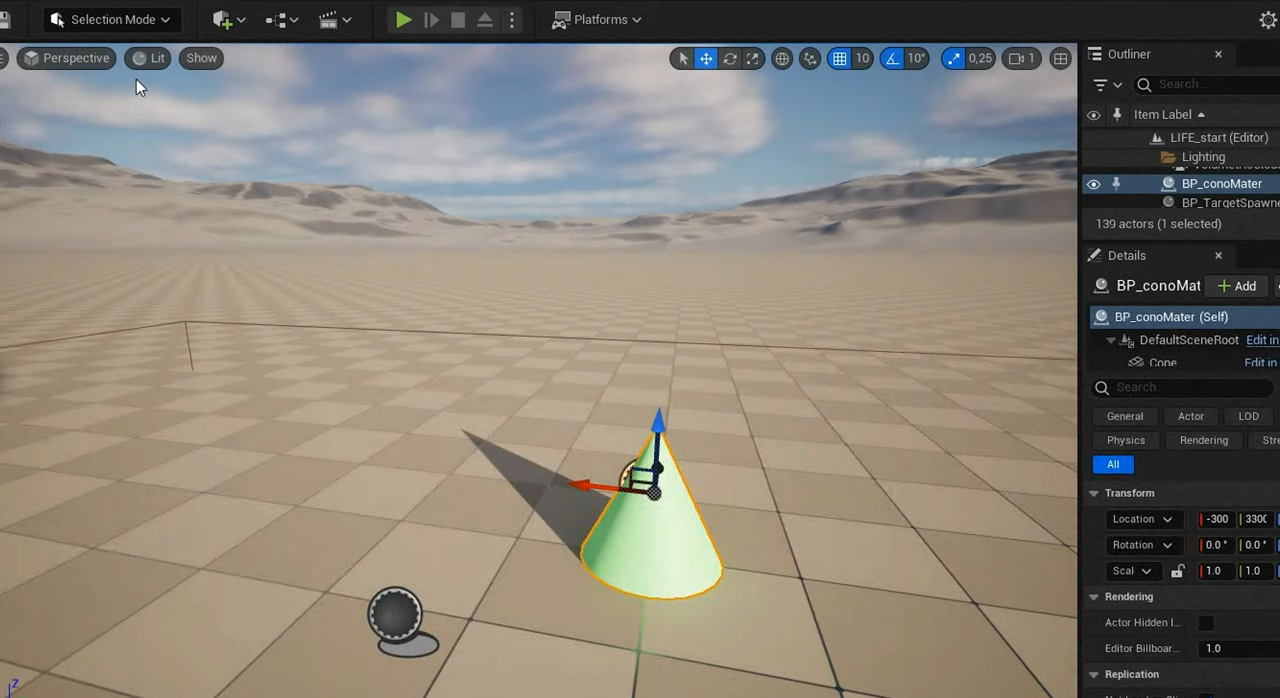 Selection Mode
Platforms
Perspective
Lit
Show
10
10°
0,25
1
Outliner
Search...
Item Label
LIFE_start (Editor)
Lighting
BP_conoMater
BP_TargetSpawne
139 actors (1 selected)
Details
BP_conoMat
Add
BP_conoMater (Self)
DefaultSceneRoot
Edit in
Cone
Edit in
Search
General
Actor
LOD
Physics
Rendering
Stre
All
Transform
Location
-300
3300
Rotation
0.0 °
0.0 °
Scal
1.0
1.0
Rendering
Actor Hidden I...
Editor Billboar...
1.0
Replication
Z